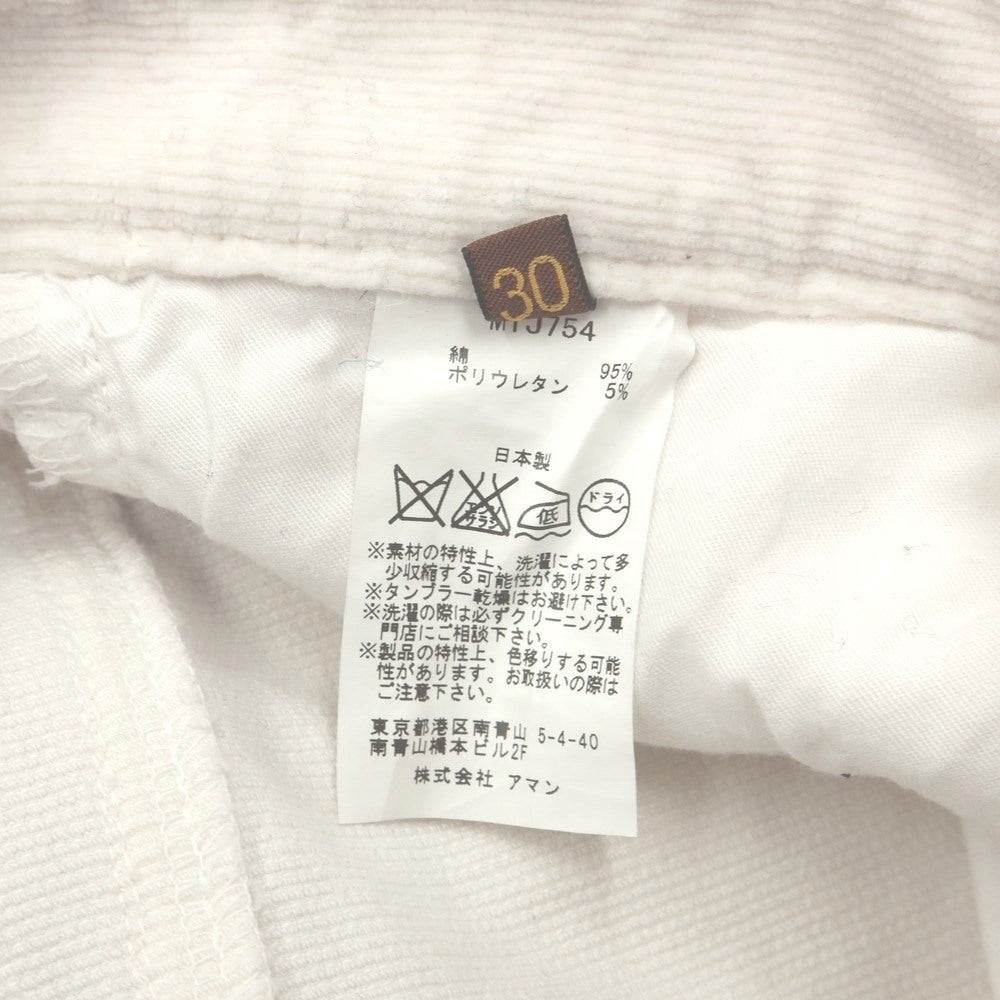 30
MTJ754
綿 95%
ポリウレタン 5%
日本製
エンソ サラシ
低
ドライ
※素材の特性上、洗濯によって多
少収縮する可能性があります。
※タンブラー乾燥はお避け下さい。
※洗濯の際は必ずクリーニング専
門店にご相談下さい。
※製品の特性上、色移りする可能
性があります。お取扱いの際は
ご注意下さい。
東京都港区南青山 5-4-40
南青山橋本ビル2F
株式会社 アマン